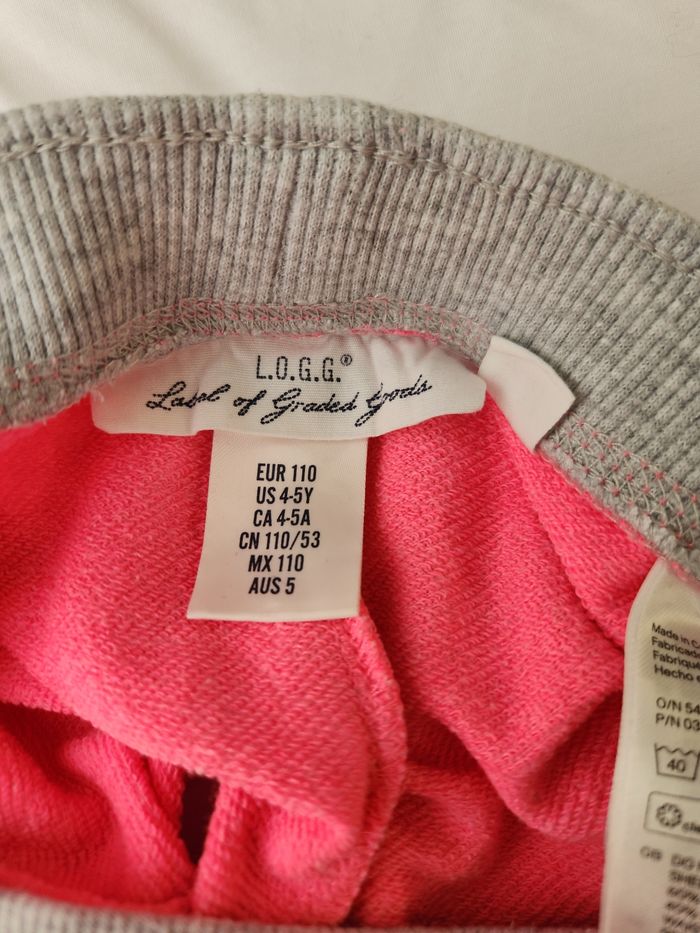 L.O.G.G.®
Label of Graded Goods
EUR 110
US 4-5Y
CA 4-5A
CN 110/53
MX 110
AUS 5
Made in
Fabricado
Fabriqué
Hecho
O/N 54
P/N 03
40
GB